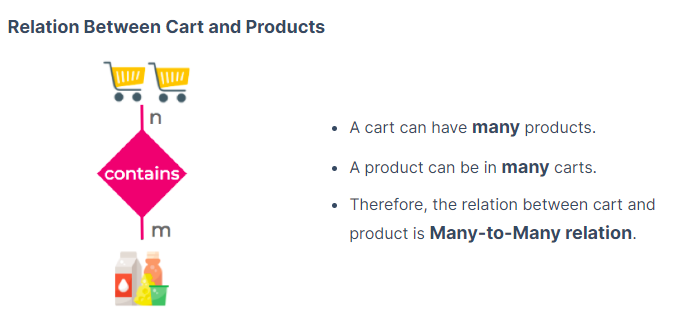 Relation Between Cart and Products
n
contains
m
A cart can have many products.
A product can be in many carts.
Therefore, the relation between cart and
product is Many-to-Many relation.